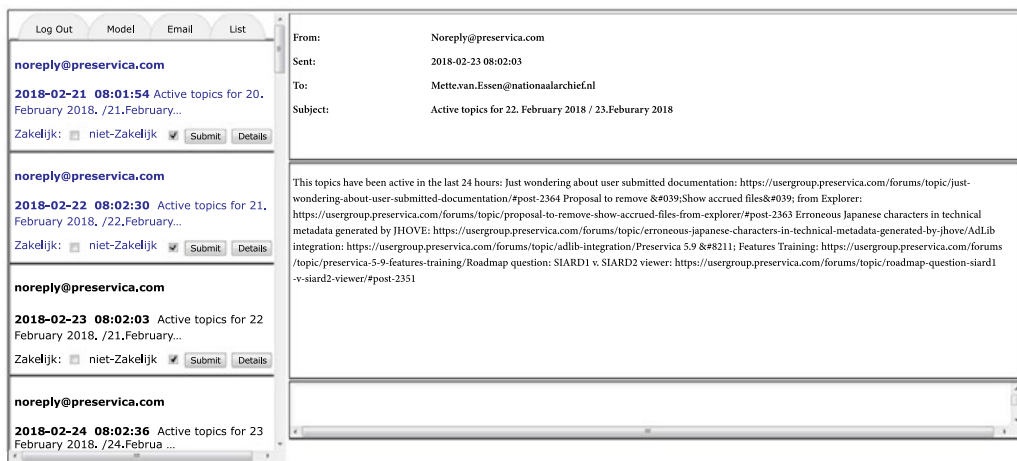 Log Out Model Email List
noreply@preservica.com
2018-02-21 08:01:54 Active topics for 20.
February 2018. /21.February...
Zakelijk: niet-Zakelijk Submit Details
noreply@preservica.com
2018-02-22 08:02:30 Active topics for 21.
February 2018. /22.February...
Zakelijk: niet-Zakelijk Submit Details
noreply@preservica.com
2018-02-23 08:02:03 Active topics for 22
February 2018. /21.February...
Zakelijk: niet-Zakelijk Submit Details
noreply@preservica.com
2018-02-24 08:02:36 Active topics for 23
February 2018. /24.Februa ...
From: Noreply@preservica.com
Sent: 2018-02-23 08:02:03
To: Mette.van.Essen@nationaalarchief.nl
Subject: Active topics for 22. February 2018 / 23.Feburary 2018
This topics have been active in the last 24 hours: Just wondering about user submitted documentation: https://usergroup.preservica.com/forums/topic/just-
wondering-about-user-submitted-documentation/#post-2364 Proposal to remove &#039;Show accrued files&#039; from Explorer:
https://usergroup.preservica.com/forums/topic/proposal-to-remove-show-accrued-files-from-explorer/#post-2363 Erroneous Japanese characters in technical
metadata generated by JHOVE: https://usergroup.preservica.com/forums/topic/erroneous-japanese-characters-in-technical-metadata-generated-by-jhove/AdLib
integration: https://usergroup.preservica.com/forums/topic/adlib-integration/Preservica 5.9 &#8211; Features Training: https://usergroup.preservica.com/forums
/topic/preservica-5-9-features-training/Roadmap question: SIARD1 v. SIARD2 viewer: https://usergroup.preservica.com/forums/topic/roadmap-question-siard1
-v-siard2-viewer/#post-2351